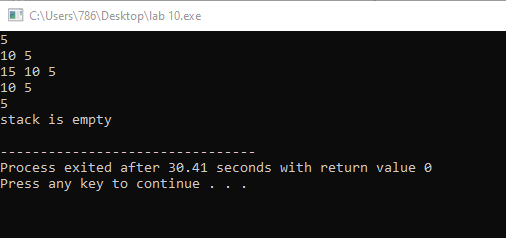 C:\Users\786\Desktop\lab 10.exe
5
10 5
15 10 5
10 5
5
stack is empty
--------------------------------
Process exited after 30.41 seconds with return value 0
Press any key to continue . . .